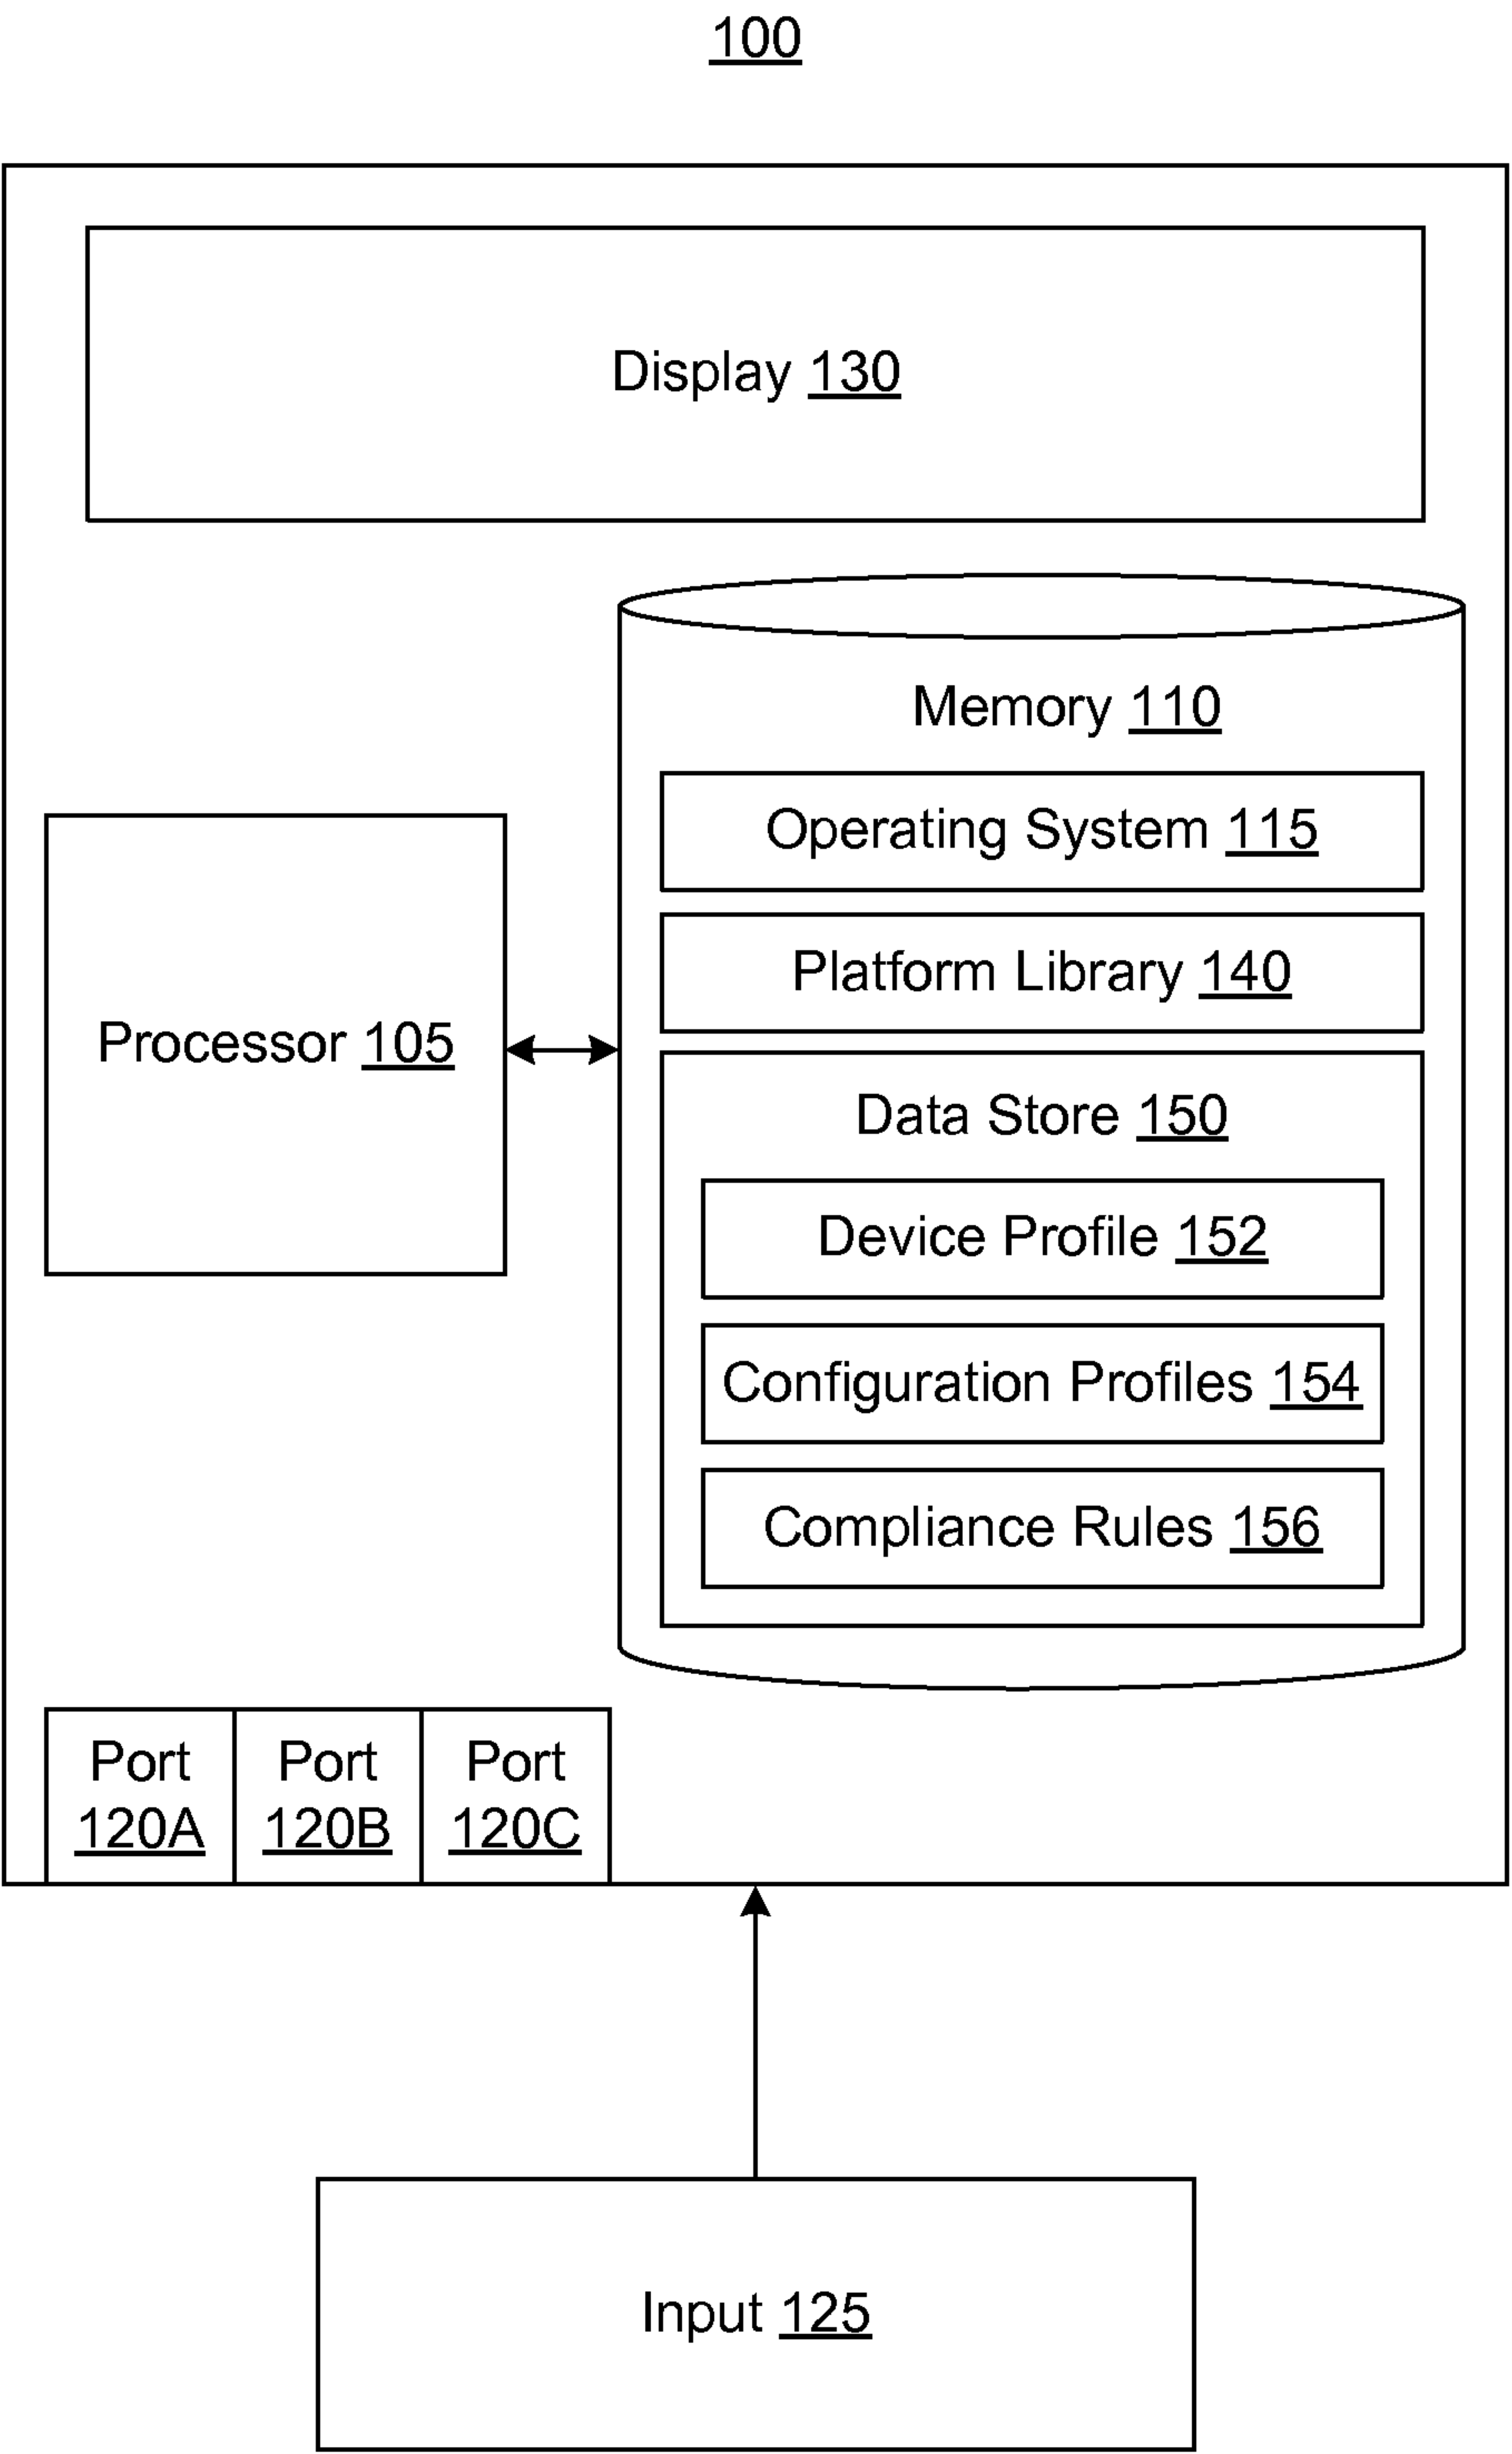 100
Display 130
Memory 110
Operating System 115
Platform Library 140
Processor 105
Data Store 150
Device Profile 152
Configuration Profiles 154
Compliance Rules 156
Port
120A
Port
120B
Port
120C
Input 125